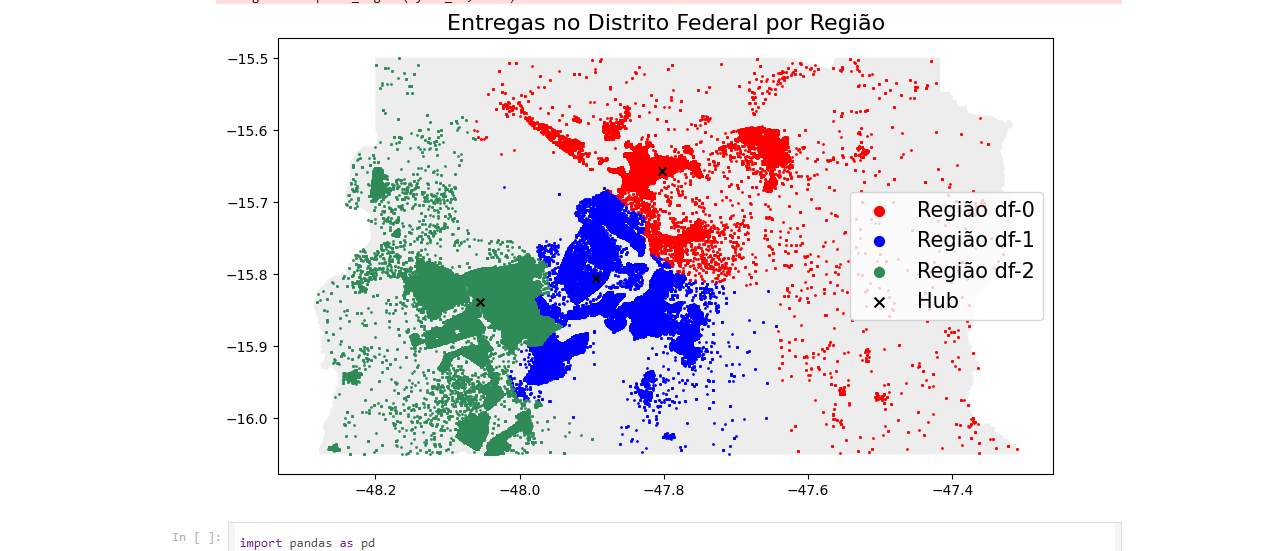 Entregas no Distrito Federal por Região
−15.5
−15.6
−15.7
−15.8
−15.9
−16.0
Região df-0
Região df-1
Região df-2
Hub
−48.2 −48.0 −47.8 −47.6 −47.4
In [ ]: import pandas as pd